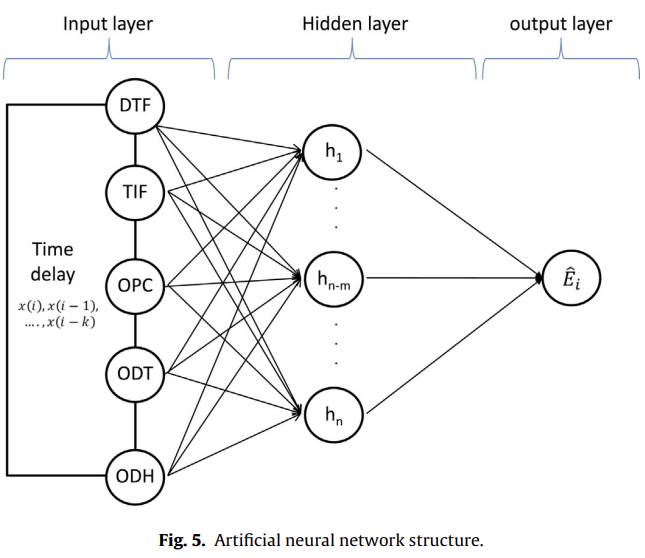 Input layer
Hidden layer
output layer
DTF
TIF
Time
delay
x(i), x(i − 1),
...., x(i − k)
OPC
ODT
ODH
h₁
hₙ₋ₘ
hₙ
Êᵢ
Fig. 5. Artificial neural network structure.